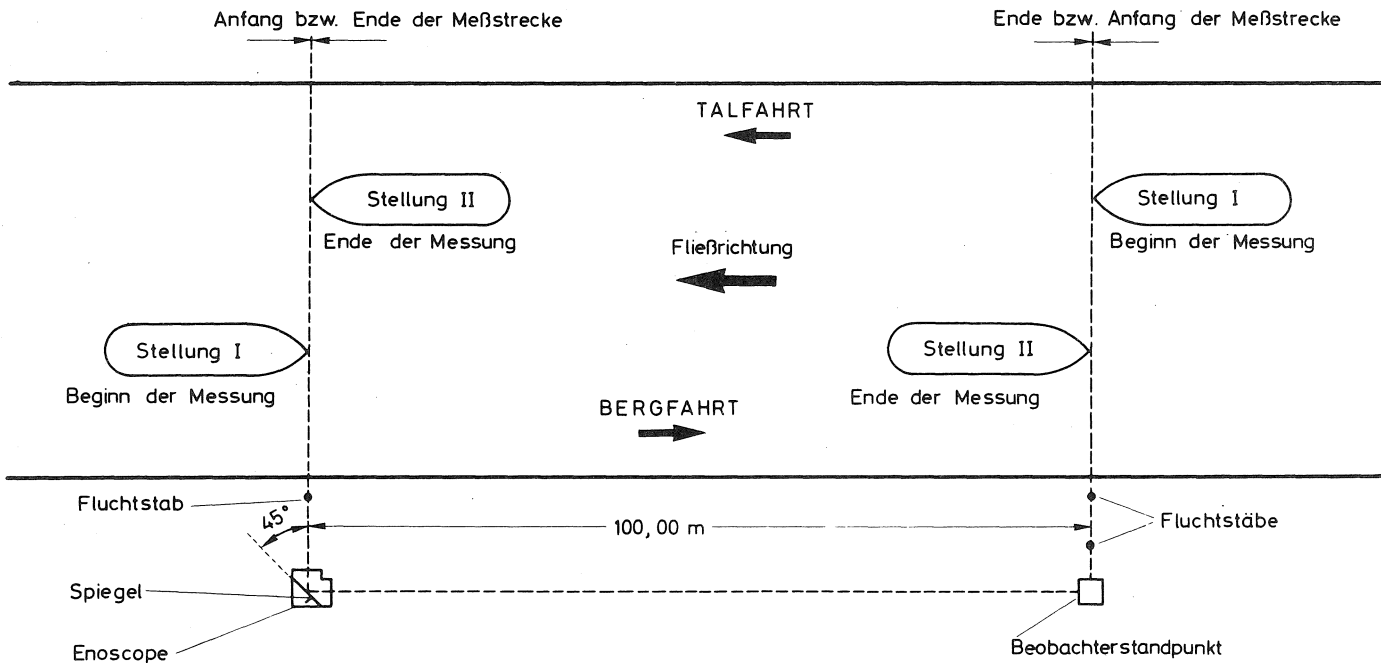 Anfang bzw. Ende der Meßstrecke
Ende bzw. Anfang der Meßstrecke
TALFAHRT
Stellung II
Stellung I
Ende der Messung
Beginn der Messung
Fließrichtung
Stellung I
Stellung II
Beginn der Messung
Ende der Messung
BERGFAHRT
Fluchtstab
45°
100,00 m
Fluchtstäbe
Spiegel
Enoscope
Beobachterstandpunkt